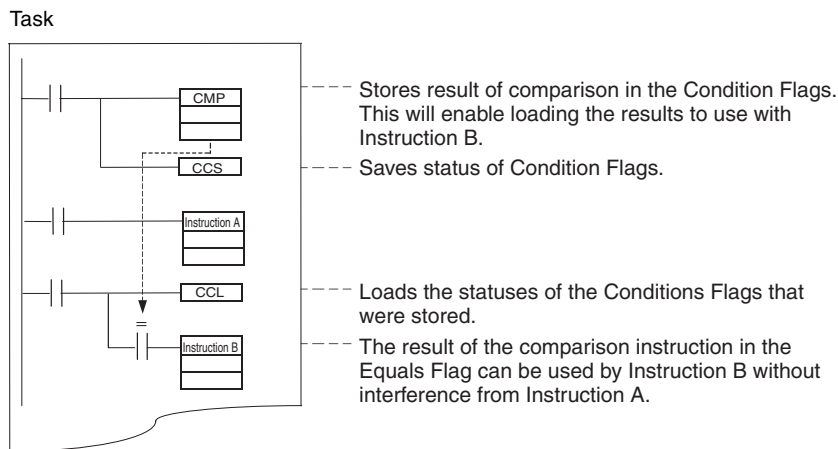 Task
CMP
Stores result of comparison in the Condition Flags.
This will enable loading the results to use with
Instruction B.
CCS
Saves status of Condition Flags.
Instruction A
CCL
Loads the statuses of the Conditions Flags that
were stored.
=
Instruction B
The result of the comparison instruction in the
Equals Flag can be used by Instruction B without
interference from Instruction A.